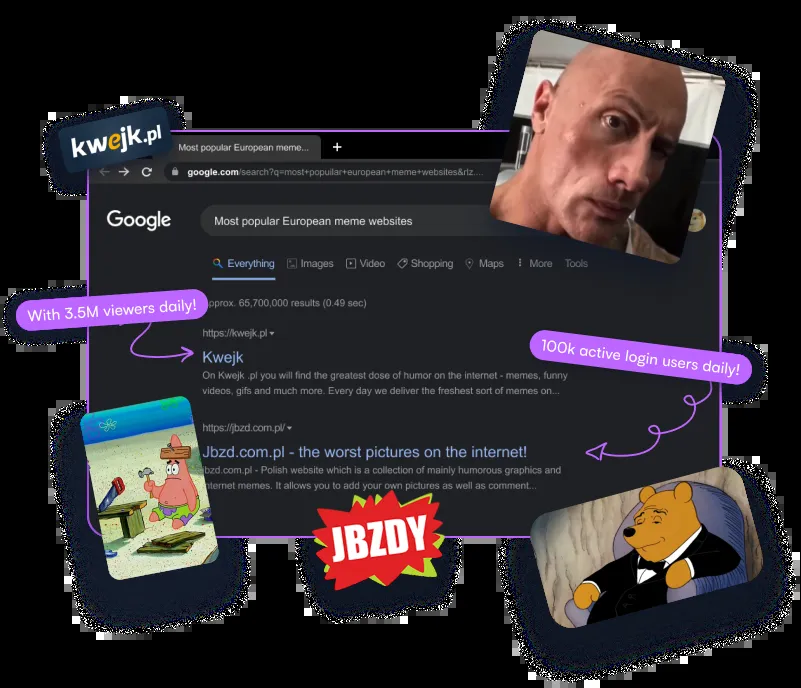 kwejk.pl
Most popular European meme...
google.com/search?q=most+popuilar+european+meme+websites&rlz....
Google
Most popular European meme websites
Everything
Images
Video
Shopping
Maps
More
Tools
pprox. 65,700,000 results (0.49 sec)
With 3.5M viewers daily!
https://kwejk.pl
Kwejk
On Kwejk .pl you will find the greatest dose of humor on the internet - memes, funny
videos, gifs and much more. Every day we deliver the freshest sort of memes on...
100k active login users daily!
https://jbzd.com.pl/
Jbzd.com.pl - the worst pictures on the internet!
jbzd.com.pl - Polish website which is a collection of mainly humorous graphics and
nternet memes. It allows you to add your own pictures as well as comment...
JBZDY